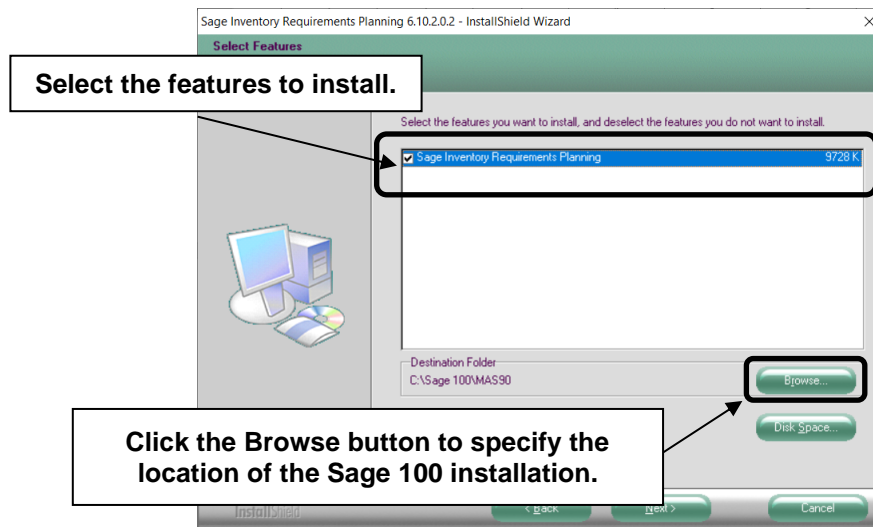 Sage Inventory Requirements Planning 6.10.2.0.2 - InstallShield Wizard
Select Features
Select the features to install.
Select the features you want to install, and deselect the features you do not want to install.
Sage Inventory Requirements Planning 9728 K
Destination Folder
C:\Sage 100\MAS90
Browse...
Disk Space...
Click the Browse button to specify the
location of the Sage 100 installation.
InstallShield
< Back Next > Cancel